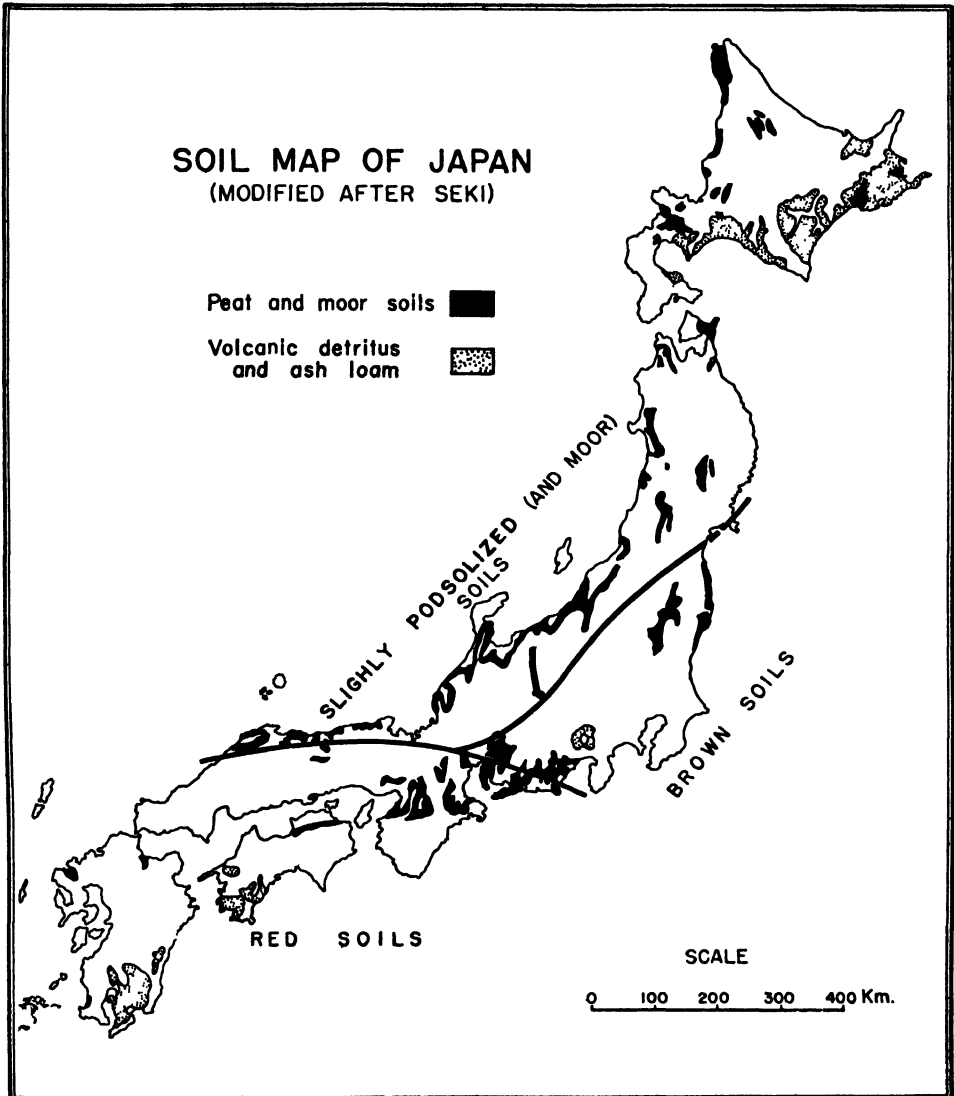 SOIL MAP OF JAPAN
(MODIFIED AFTER SEKI)
Peat and moor soils
Volcanic detritus
and ash loam
SLIGHLY PODSOLIZED (AND MOOR)
SOILS
BROWN SOILS
RED SOILS
SCALE
0 100 200 300 400 Km.